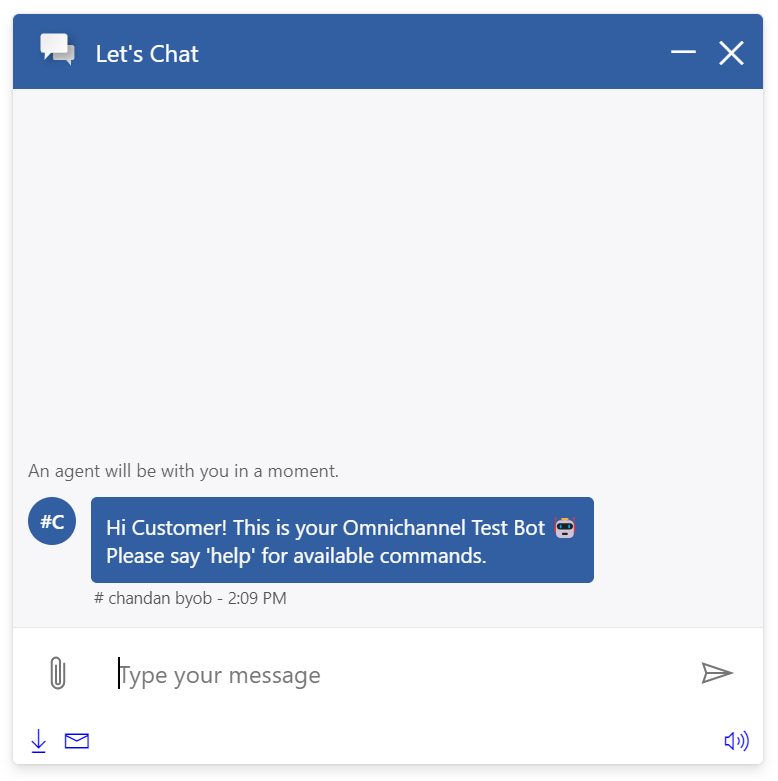 Let's Chat
An agent will be with you in a moment.
#C
Hi Customer! This is your Omnichannel Test Bot 🤖
Please say 'help' for available commands.
# chandan byob - 2:09 PM
Type your message